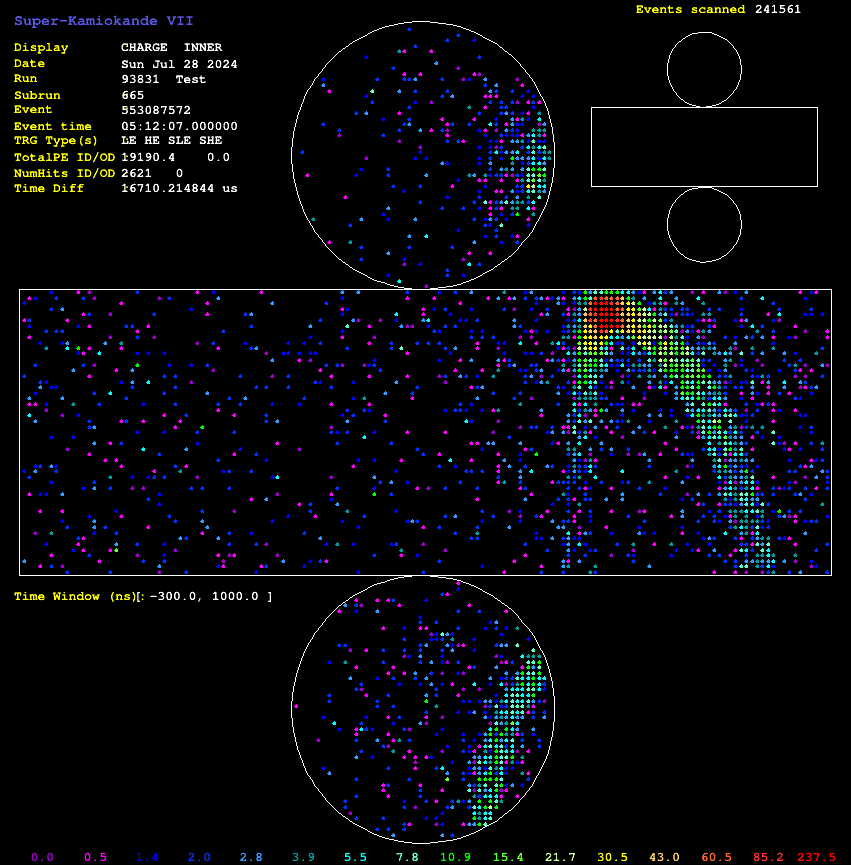 Super-Kamiokande VII
Events scanned 241561
Display CHARGE INNER
Date Sun Jul 28 2024
Run 93831 Test
Subrun 665
Event 553087572
Event time 05:12:07.000000
TRG Type(s) LE HE SLE SHE
TotalPE ID/OD 19190.4 0.0
NumHits ID/OD 2621 0
Time Diff 16710.214844 us
Time Window (ns)[: −300.0, 1000.0 ]
0.0 0.5 1.4 2.0 2.8 3.9 5.5 7.8 10.9 15.4 21.7 30.5 43.0 60.5 85.2 237.5